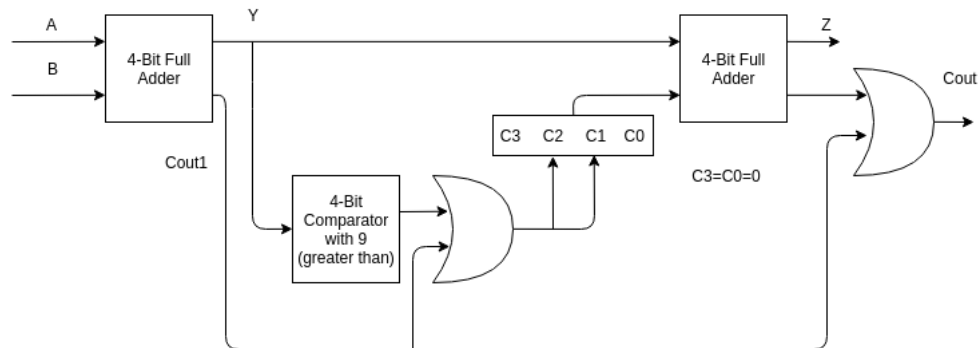 A
Y
Z
4-Bit Full
Adder
4-Bit Full
Adder
B
Cout
C3 C2 C1 C0
Cout1
C3=C0=0
4-Bit
Comparator
with 9
(greater than)